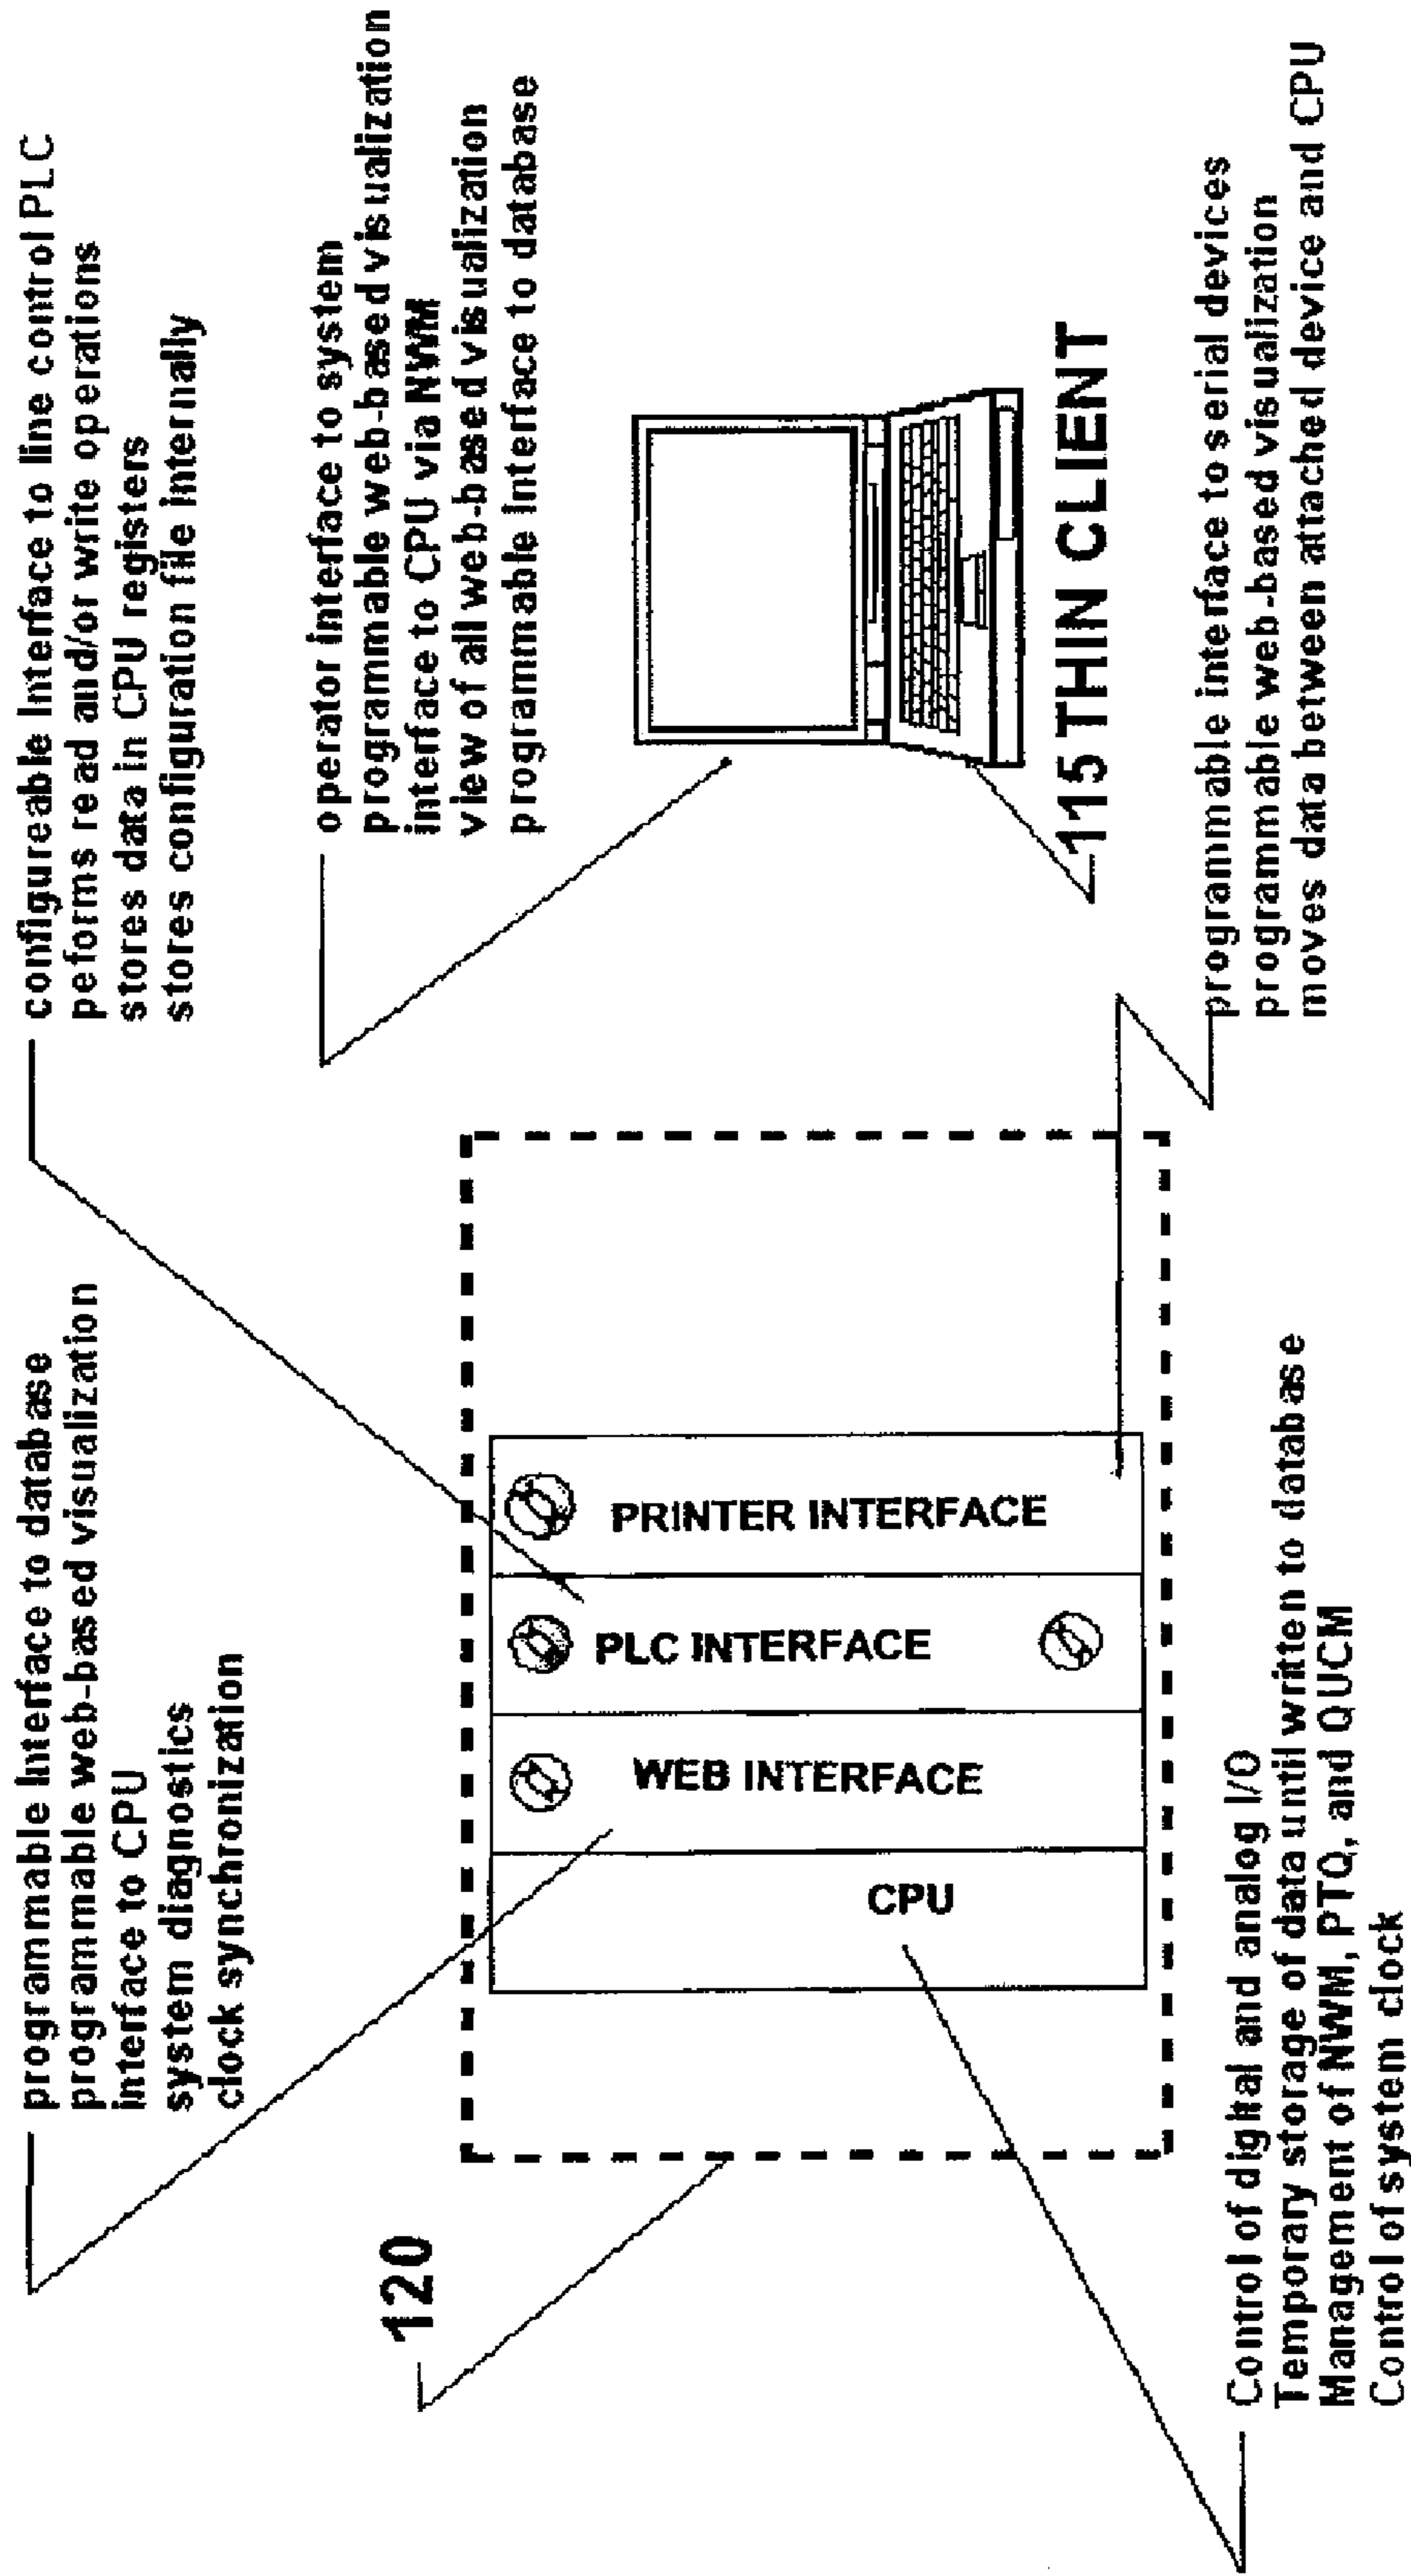 programmable Interface to database
programmable web-based visualization
interface to CPU
system diagnostics
clock synchronization
configureable Interface to line control PLC
peforms read and/or write operations
stores data in CPU registers
stores configuration file internally
operator interface to system
programmable web-based visualization
interface to CPU via NWM
view of all web-based visualization
programmable interface to database
120
CPU
WEB INTERFACE
PLC INTERFACE
PRINTER INTERFACE
115 THIN CLIENT
Control of digital and analog I/O
Temporary storage of data until written to database
Management of NWM, PTQ, and QUCM
Control of system clock
programmable interface to serial devices
programmable web-based visualization
moves data between attached device and CPU